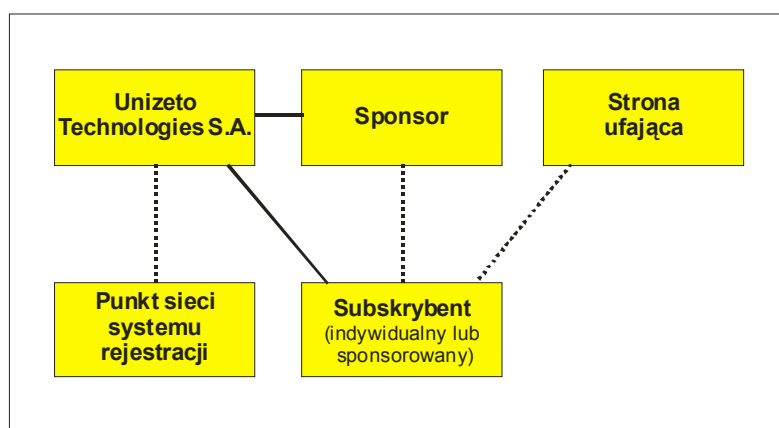 Unizeto
Technologies S.A.
Sponsor
Strona
ufająca
Punkt sieci
systemu
rejestracji
Subskrybent
(indywidualny lub
sponsorowany)